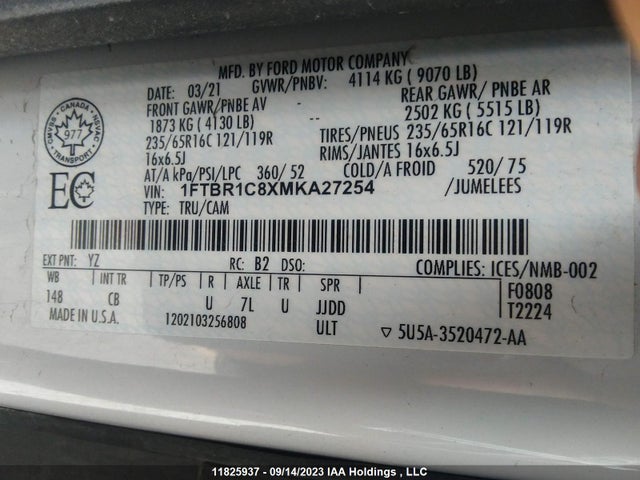 MFD. BY FORD MOTOR COMPANY
DATE: 03/21 GVWR/PNBV: 4114 KG ( 9070 LB)
FRONT GAWR/PNBE AV REAR GAWR/ PNBE AR
1873 KG ( 4130 LB) 2502 KG ( 5515 LB)
235/65R16C 121/119R TIRES/PNEUS 235/65R16C 121/119R
16x6.5J RIMS/JANTES 16x6.5J
AT/A kPa/PSI/LPC 360/ 52 COLD/A FROID 520/ 75
VIN: 1FTBR1C8XMKA27254 /JUMELEES
TYPE: TRU/CAM
CANADA
CMVSS NSVAC
977
TRANSPORT
EC
EXT PNT: YZ RC: B2 DSO: COMPLIES: ICES/NMB-002
WB INT TR TP/PS R AXLE TR SPR F0808
148 CB U 7L U JJDD T2224
MADE IN U.S.A. 1202103256808 ULT ▽ 5U5A-3520472-AA
11825937 - 09/14/2023 IAA Holdings , LLC